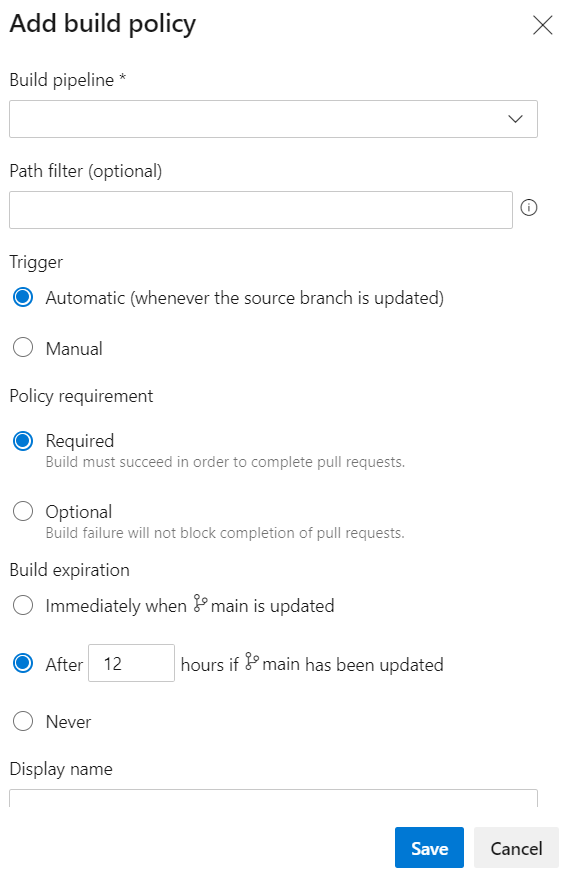 Add build policy
Build pipeline *
Path filter (optional)
Trigger
Automatic (whenever the source branch is updated)
Manual
Policy requirement
Required
Build must succeed in order to complete pull requests.
Optional
Build failure will not block completion of pull requests.
Build expiration
Immediately when main is updated
After 12 hours if main has been updated
Never
Display name
Save Cancel